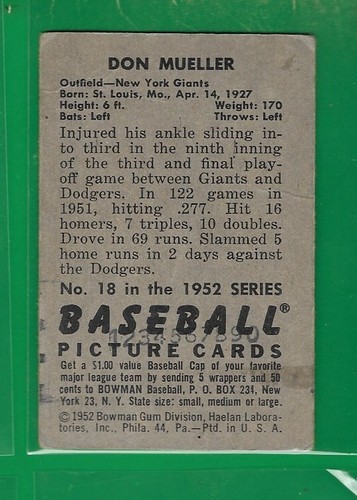 DON MUELLER
Outfield—New York Giants
Born: St. Louis, Mo., Apr. 14, 1927
Height: 6 ft. Weight: 170
Bats: Left Throws: Left
Injured his ankle sliding in-
to third in the ninth inning
of the third and final play-
off game between Giants and
Dodgers. In 122 games in
1951, hitting .277. Hit 16
homers, 7 triples, 10 doubles.
Drove in 69 runs. Slammed 5
home runs in 2 days against
the Dodgers.
No. 18 in the 1952 SERIES
BASEBALL®
1234567890
PICTURE CARDS
Get a $1.00 value Baseball Cap of your favorite
major league team by sending 5 wrappers and 50
cents to BOWMAN Baseball, P. O. BOX 231, New
York 23, N. Y. State size: small, medium or large.
©1952 Bowman Gum Division, Haelan Labora-
tories, Inc., Phila. 44, Pa.—Ptd. in U. S. A.